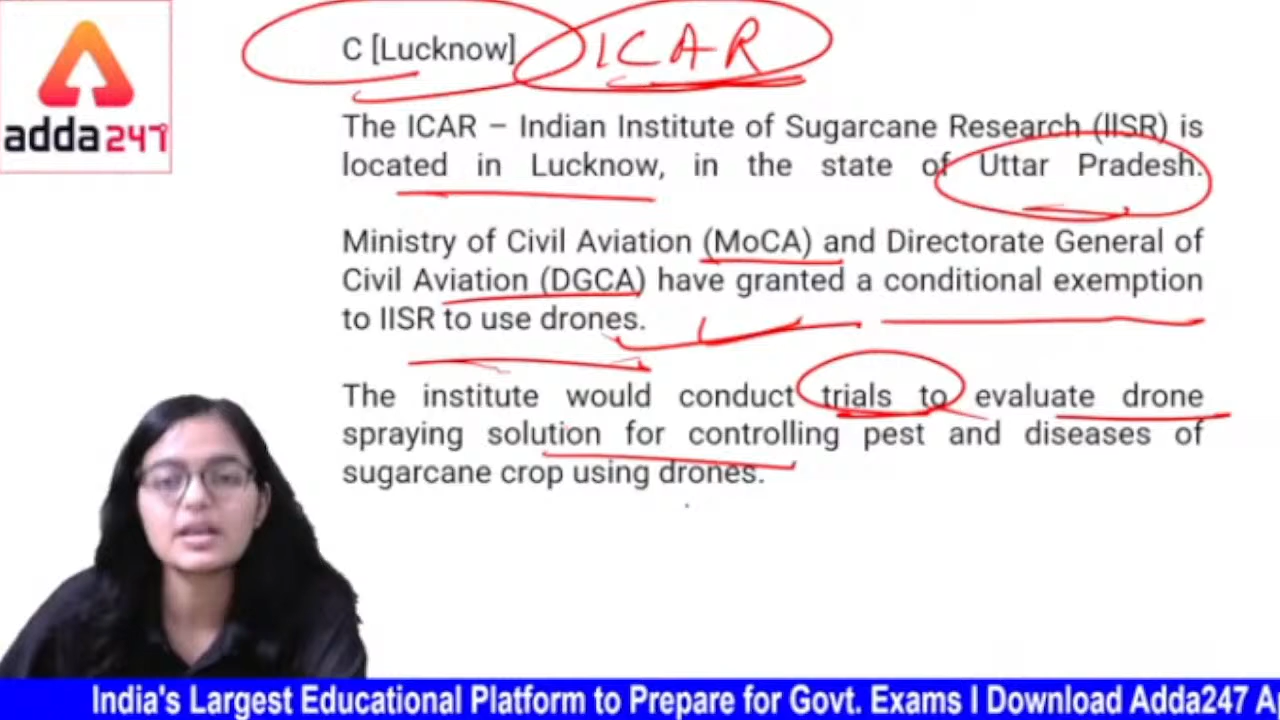 adda247
C [Lucknow]
ICAR
The ICAR – Indian Institute of Sugarcane Research (IISR) is
located in Lucknow, in the state of Uttar Pradesh.
Ministry of Civil Aviation (MoCA) and Directorate General of
Civil Aviation (DGCA) have granted a conditional exemption
to IISR to use drones.
The institute would conduct trials to evaluate drone
spraying solution for controlling pest and diseases of
sugarcane crop using drones.
India's Largest Educational Platform to Prepare for Govt. Exams I Download Adda247 A